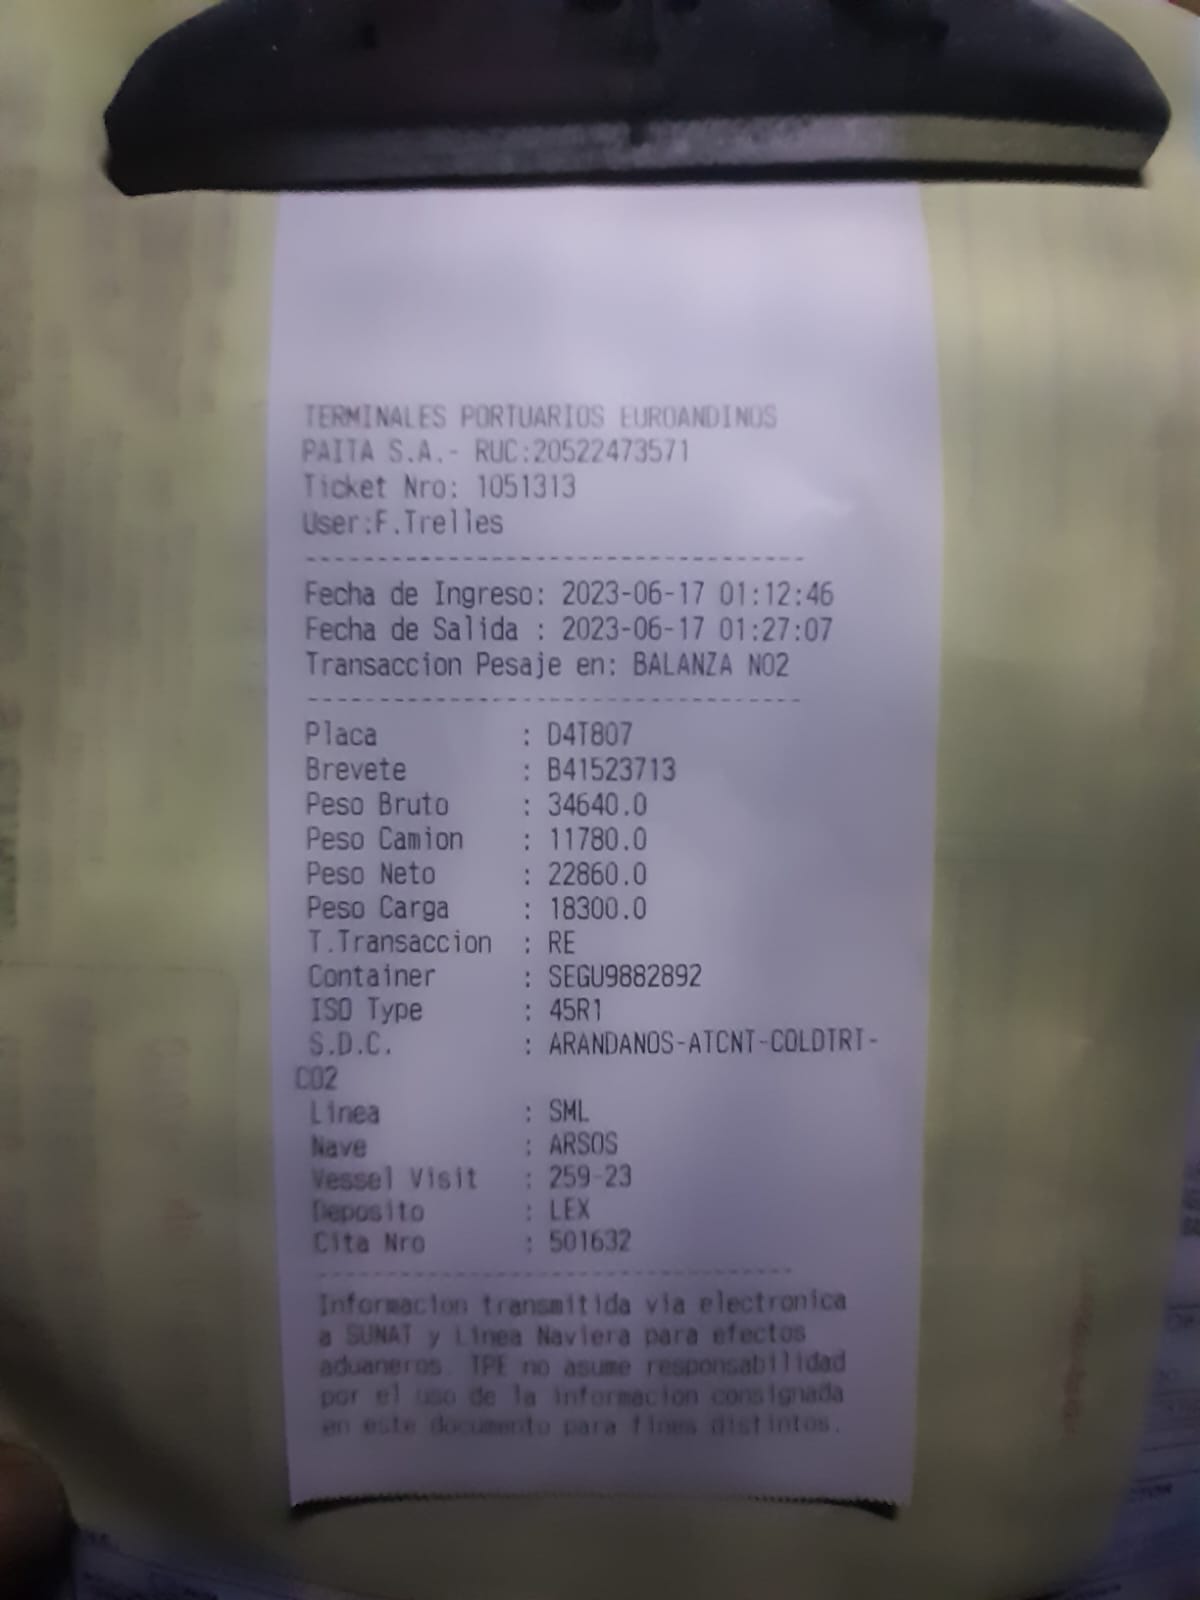 TERMINALES PORTUARIOS EUROANDINOS
PAITA S.A.- RUC:20522473571
Ticket Nro: 1051313
User:F.Trelles
-----------------------------------
Fecha de Ingreso: 2023-06-17 01:12:46
Fecha de Salida : 2023-06-17 01:27:07
Transaccion Pesaje en: BALANZA N02
-----------------------------------
Placa : D4T807
Brevete : B41523713
Peso Bruto : 34640.0
Peso Camion : 11780.0
Peso Neto : 22860.0
Peso Carga : 18300.0
T.Transaccion : RE
Container : SEGU9882892
ISO Type : 45R1
S.D.C. : ARANDANOS-ATCNT-COLDTRT-
CO2
Linea : SML
Nave : ARSOS
Vessel Visit : 259-23
Deposito : LEX
Cita Nro : 501632
-----------------------------------
Informacion transmitida via electronica
a SUNAT y Linea Naviera para efectos
aduaneros. TPE no asume responsabilidad
por el uso de la informacion consignada
en este documento para fines distintos.